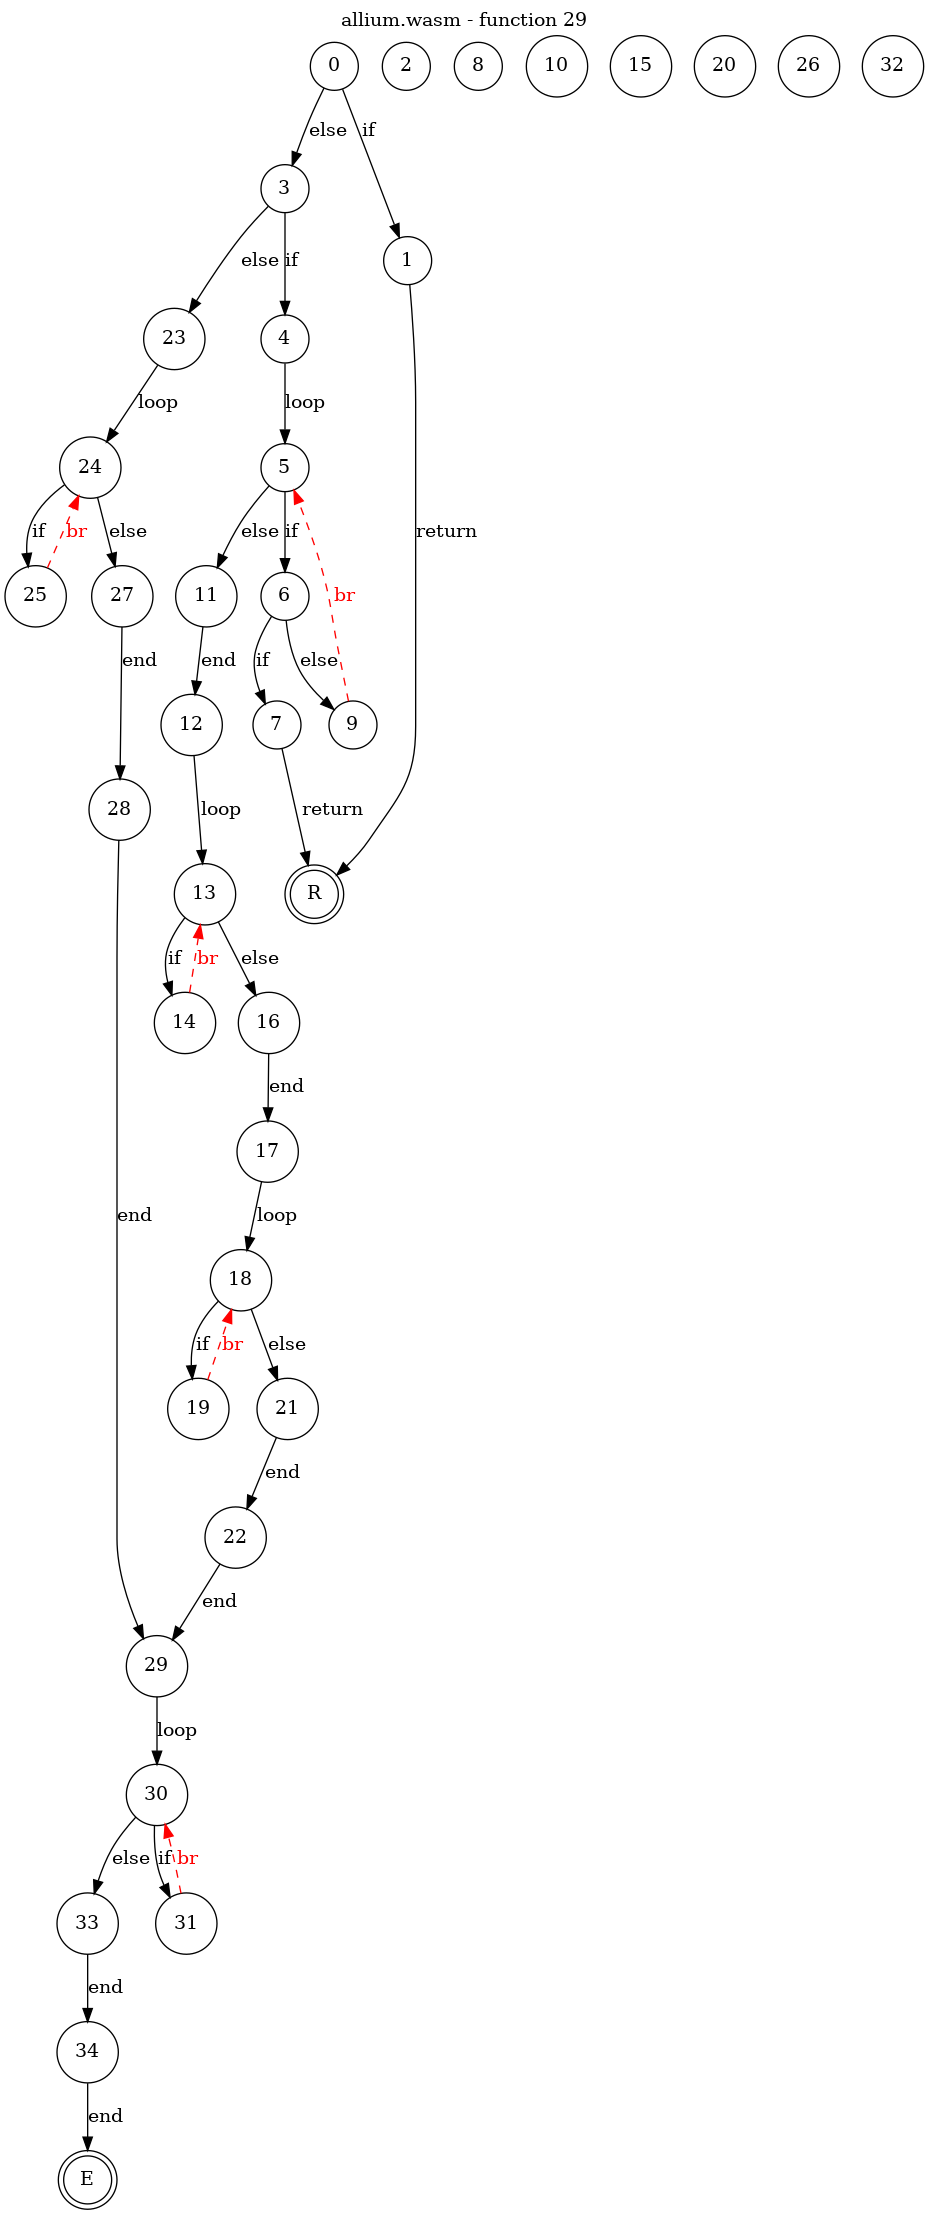 allium.wasm - function 29
0 2 8 10 15 20 26 32
else if
3
1
else if
23 4
loop loop
24 5
if br else else if br return
25 27 11 6
end end if else
12 7 9
28 loop return
13 R
if br else
14 16
end
17
end loop
18
if br else
19 21
end
22
end
29
loop
30
else if br
33 31
end
34
end
E